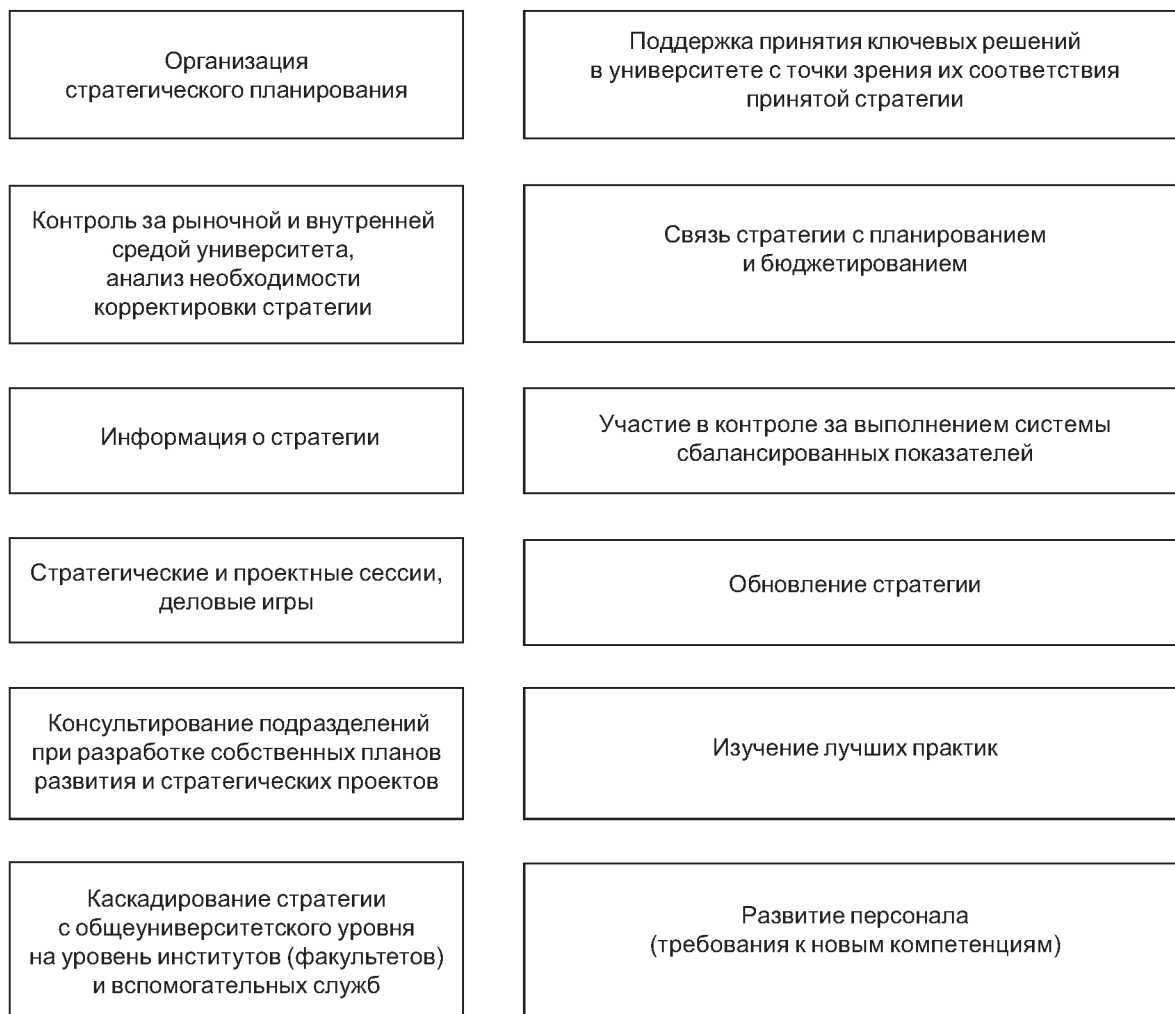 Организация
стратегического планирования
Поддержка принятия ключевых решений
в университете с точки зрения их соответствия
принятой стратегии
Контроль за рыночной и внутренней
средой университета,
анализ необходимости
корректировки стратегии
Связь стратегии с планированием
и бюджетированием
Информация о стратегии
Участие в контроле за выполнением системы
сбалансированных показателей
Стратегические и проектные сессии,
деловые игры
Обновление стратегии
Консультирование подразделений
при разработке собственных планов
развития и стратегических проектов
Изучение лучших практик
Каскадирование стратегии
с общеуниверситетского уровня
на уровень институтов (факультетов)
и вспомогательных служб
Развитие персонала
(требования к новым компетенциям)